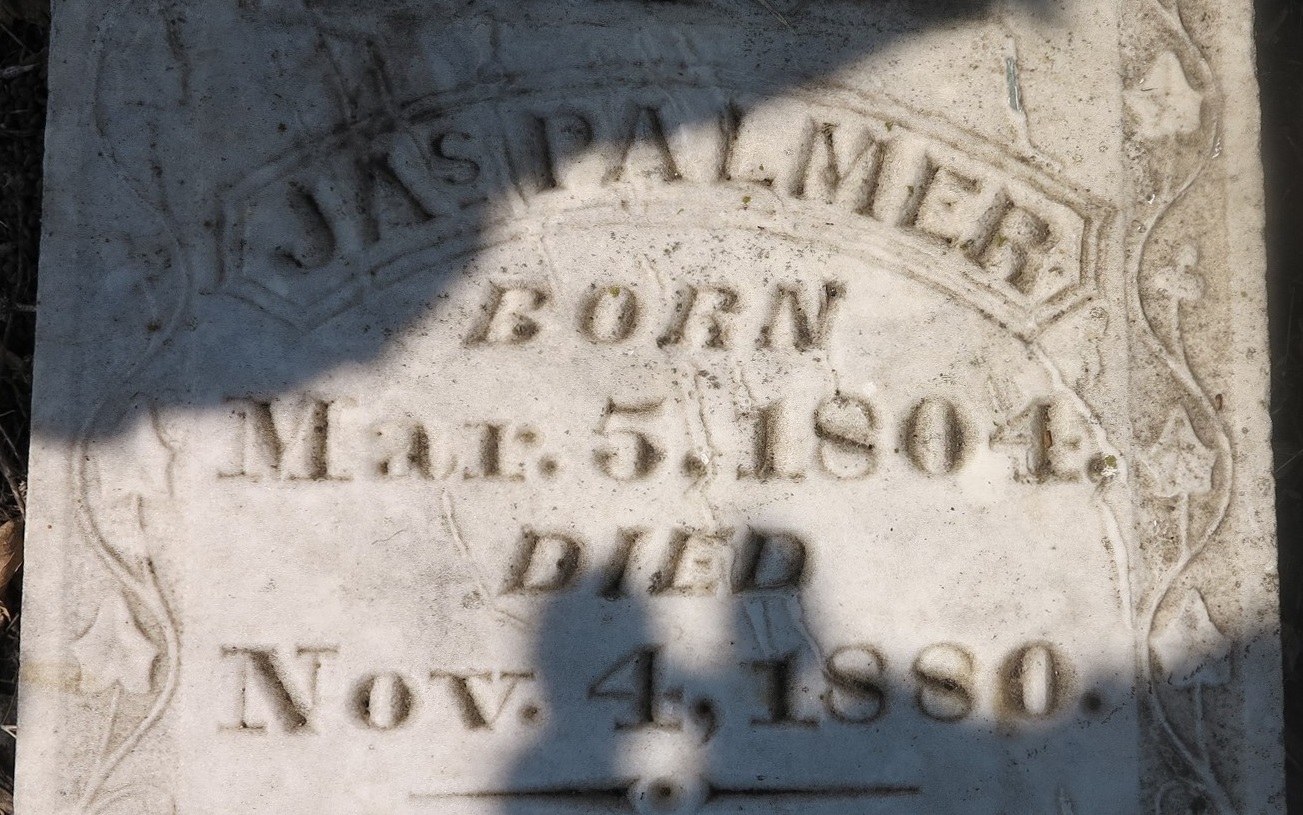 JAS PALMER
BORN
Mar. 5, 1804.
DIED
Nov. 4, 1880.